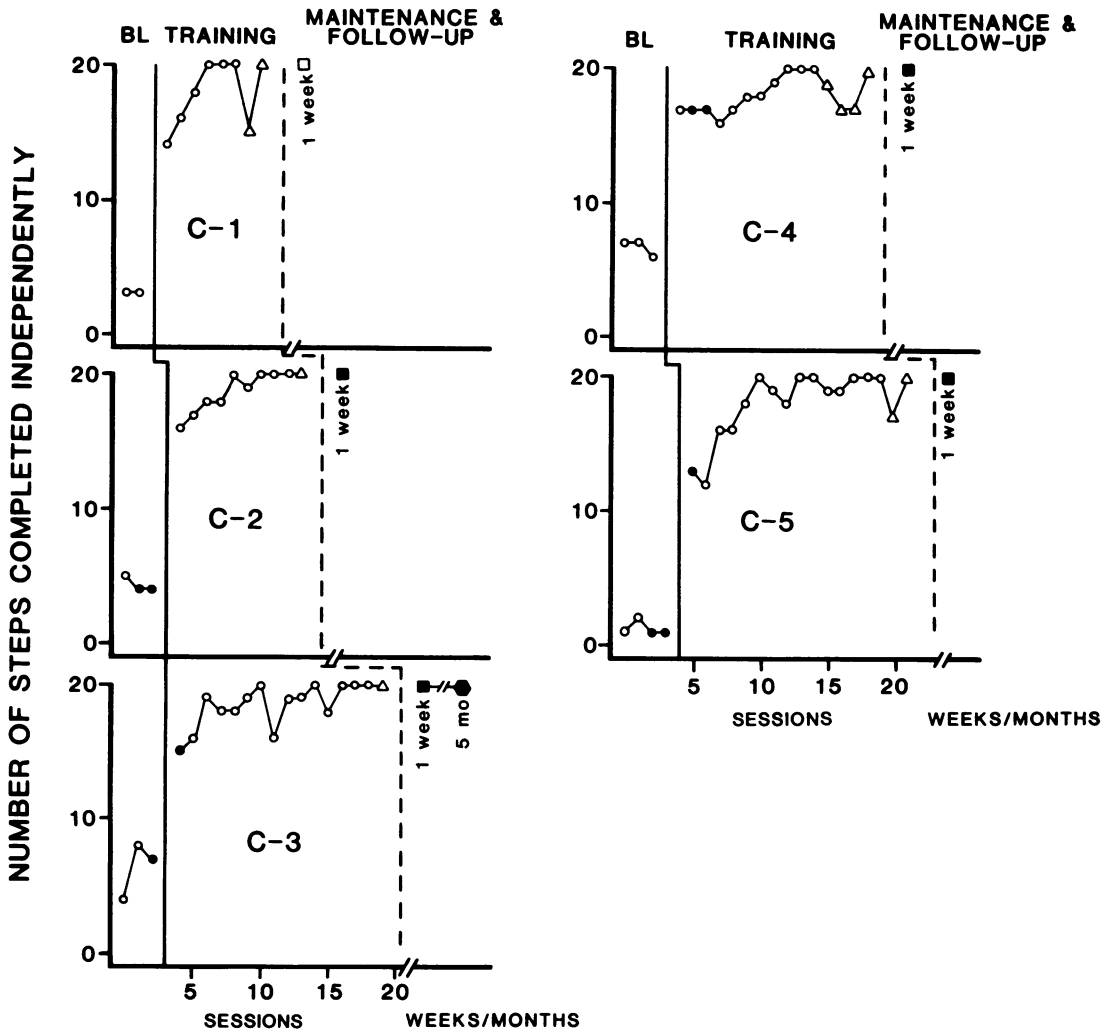 NUMBER OF STEPS COMPLETED INDEPENDENTLY
BL TRAINING MAINTENANCE & FOLLOW-UP
20
10
0
C-1
1 week
20
10
0
C-2
1 week
20
10
0
C-3
1 week
5 mo
5 10 15 20
SESSIONS WEEKS/MONTHS
BL TRAINING MAINTENANCE & FOLLOW-UP
20
10
0
C-4
1 week
20
10
0
C-5
1 week
5 10 15 20
SESSIONS WEEKS/MONTHS